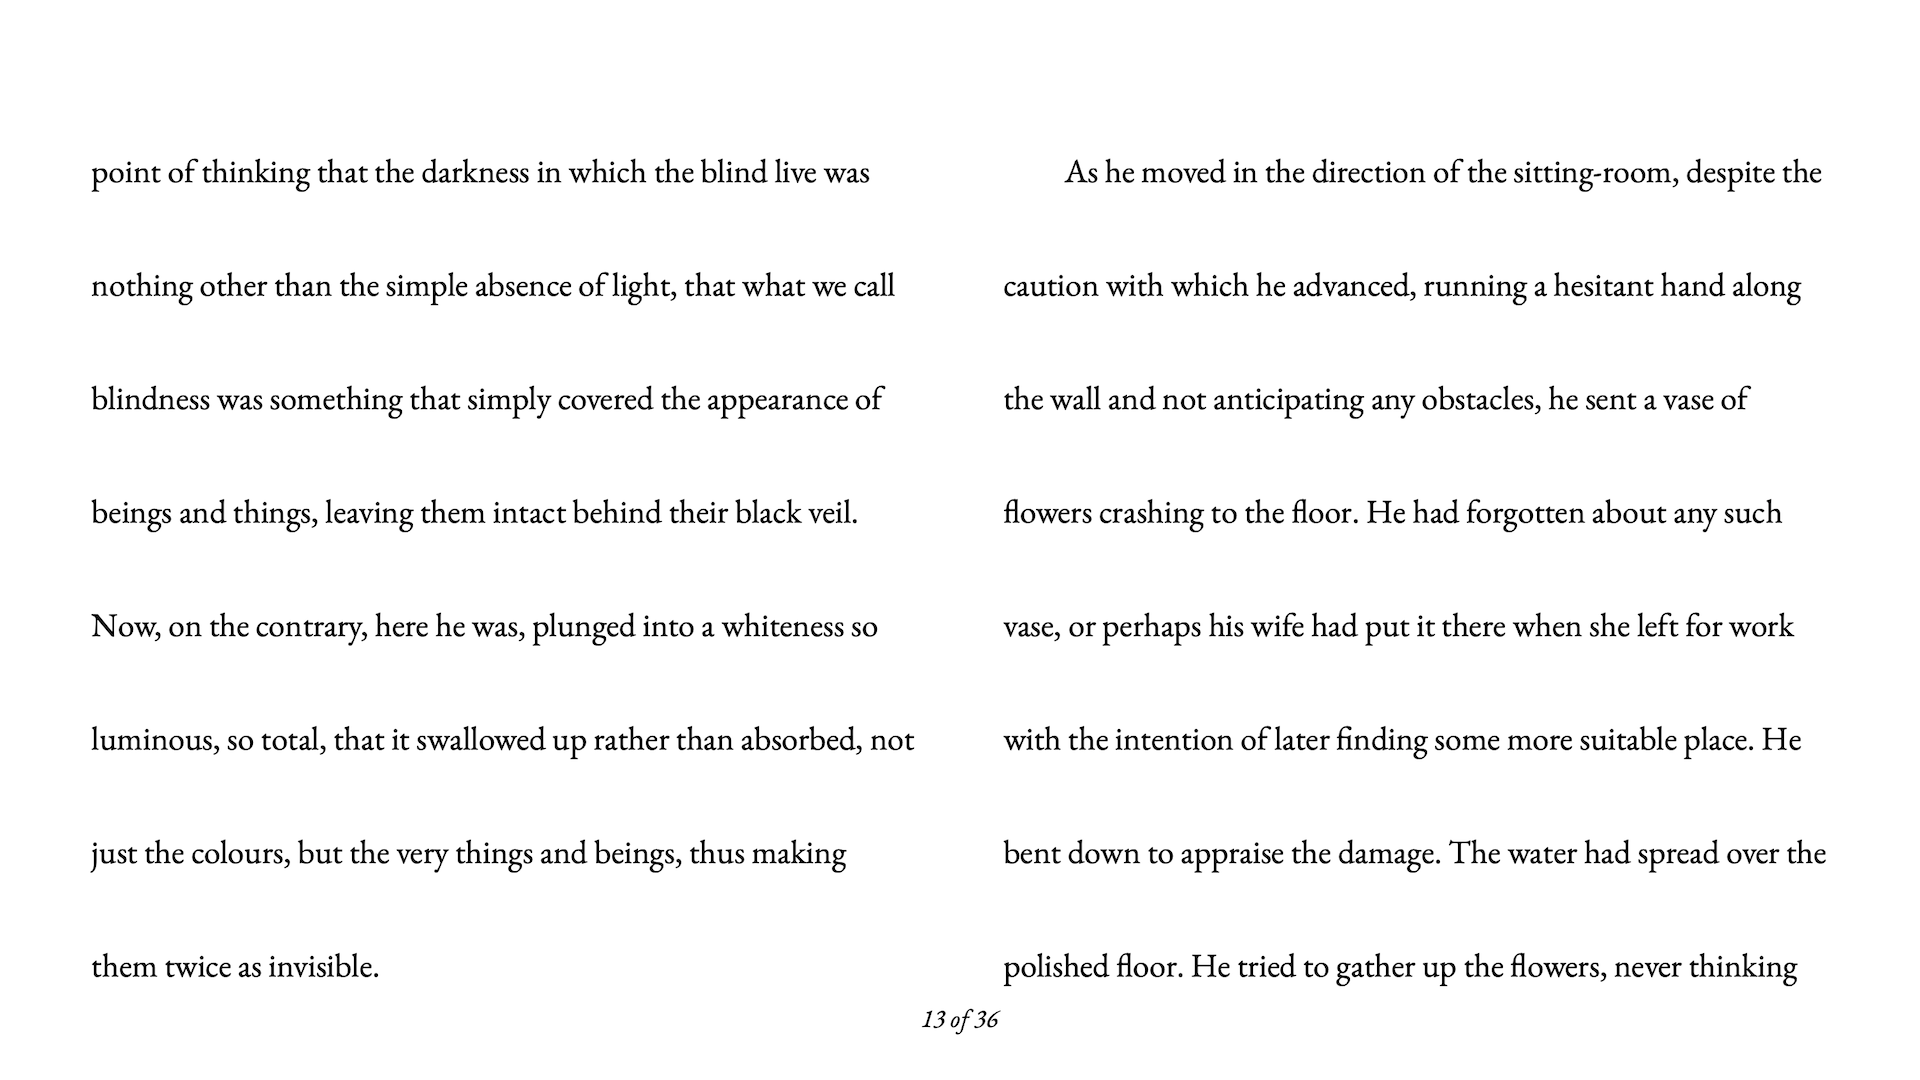 point of thinking that the darkness in which the blind live was
nothing other than the simple absence of light, that what we call
blindness was something that simply covered the appearance of
beings and things, leaving them intact behind their black veil.
Now, on the contrary, here he was, plunged into a whiteness so
luminous, so total, that it swallowed up rather than absorbed, not
just the colours, but the very things and beings, thus making
them twice as invisible.
As he moved in the direction of the sitting-room, despite the
caution with which he advanced, running a hesitant hand along
the wall and not anticipating any obstacles, he sent a vase of
flowers crashing to the floor. He had forgotten about any such
vase, or perhaps his wife had put it there when she left for work
with the intention of later finding some more suitable place. He
bent down to appraise the damage. The water had spread over the
polished floor. He tried to gather up the flowers, never thinking
13 of 36